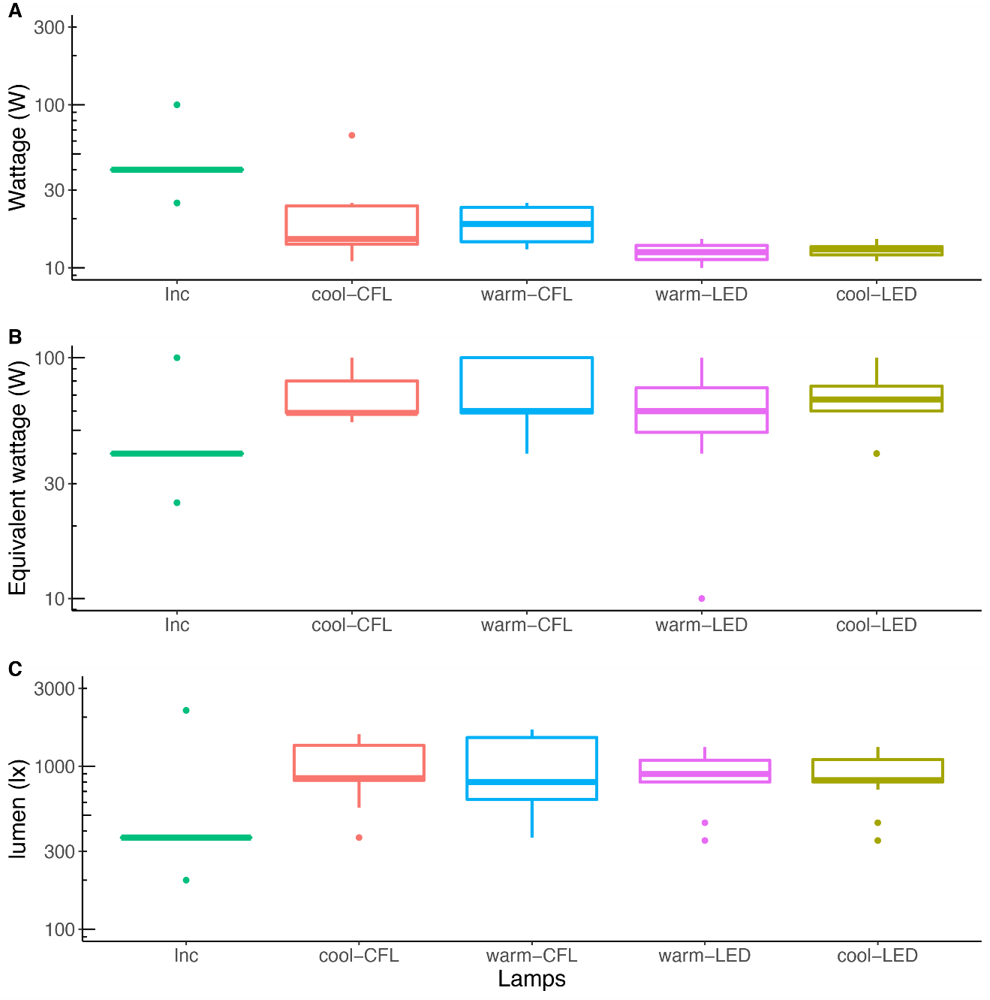 A
300
100
30
10
Wattage (W)
Inc cool−CFL warm−CFL warm−LED cool−LED
B
100
30
10
Equivalent wattage (W)
Inc cool−CFL warm−CFL warm−LED cool−LED
C
3000
1000
300
100
lumen (lx)
Inc cool−CFL warm−CFL warm−LED cool−LED
Lamps